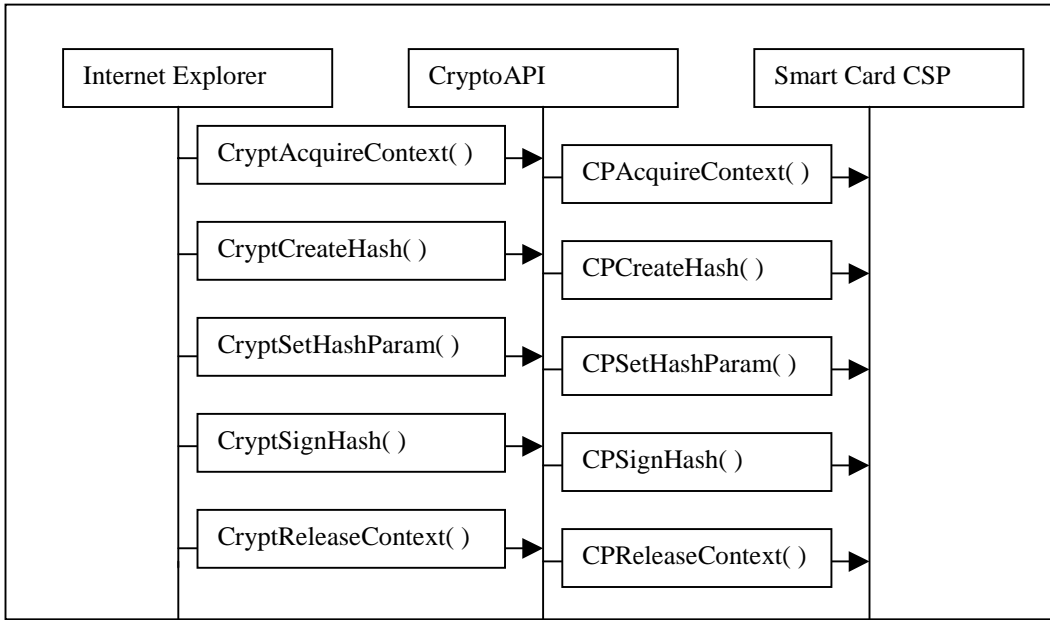 Internet Explorer
CryptoAPI
Smart Card CSP
CryptAcquireContext( )
CPAcquireContext( )
CryptCreateHash( )
CPCreateHash( )
CryptSetHashParam( )
CPSetHashParam( )
CryptSignHash( )
CPSignHash( )
CryptReleaseContext( )
CPReleaseContext( )